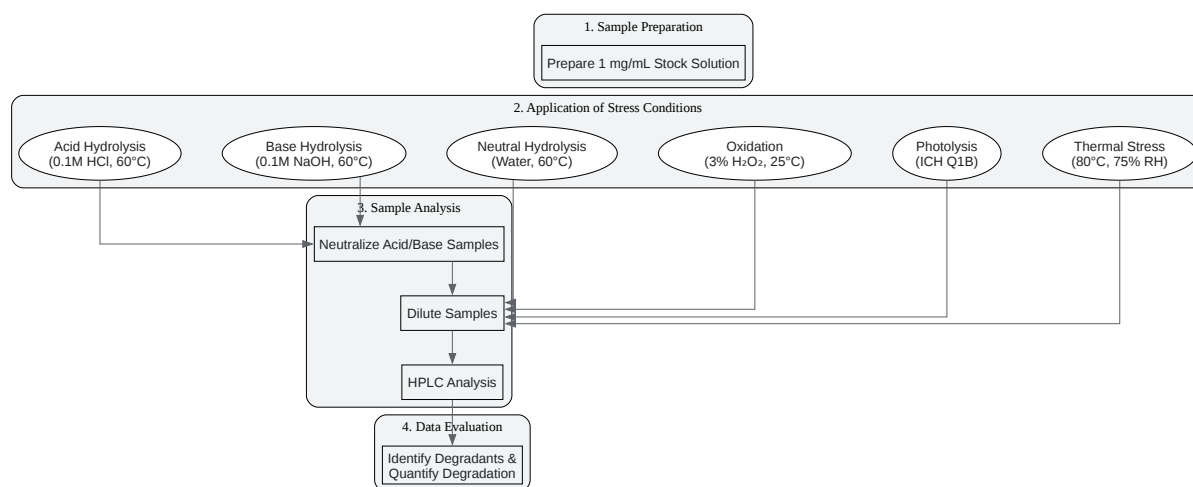 1. Sample Preparation
Prepare 1 mg/mL Stock Solution
2. Application of Stress Conditions
Acid Hydrolysis
(0.1M HCl, 60°C)
Base Hydrolysis
(0.1M NaOH, 60°C)
Neutral Hydrolysis
(Water, 60°C)
Oxidation
(3% H₂O₂, 25°C)
Photolysis
(ICH Q1B)
Thermal Stress
(80°C, 75% RH)
3. Sample Analysis
Neutralize Acid/Base Samples
Dilute Samples
HPLC Analysis
4. Data Evaluation
Identify Degradants &
Quantify Degradation